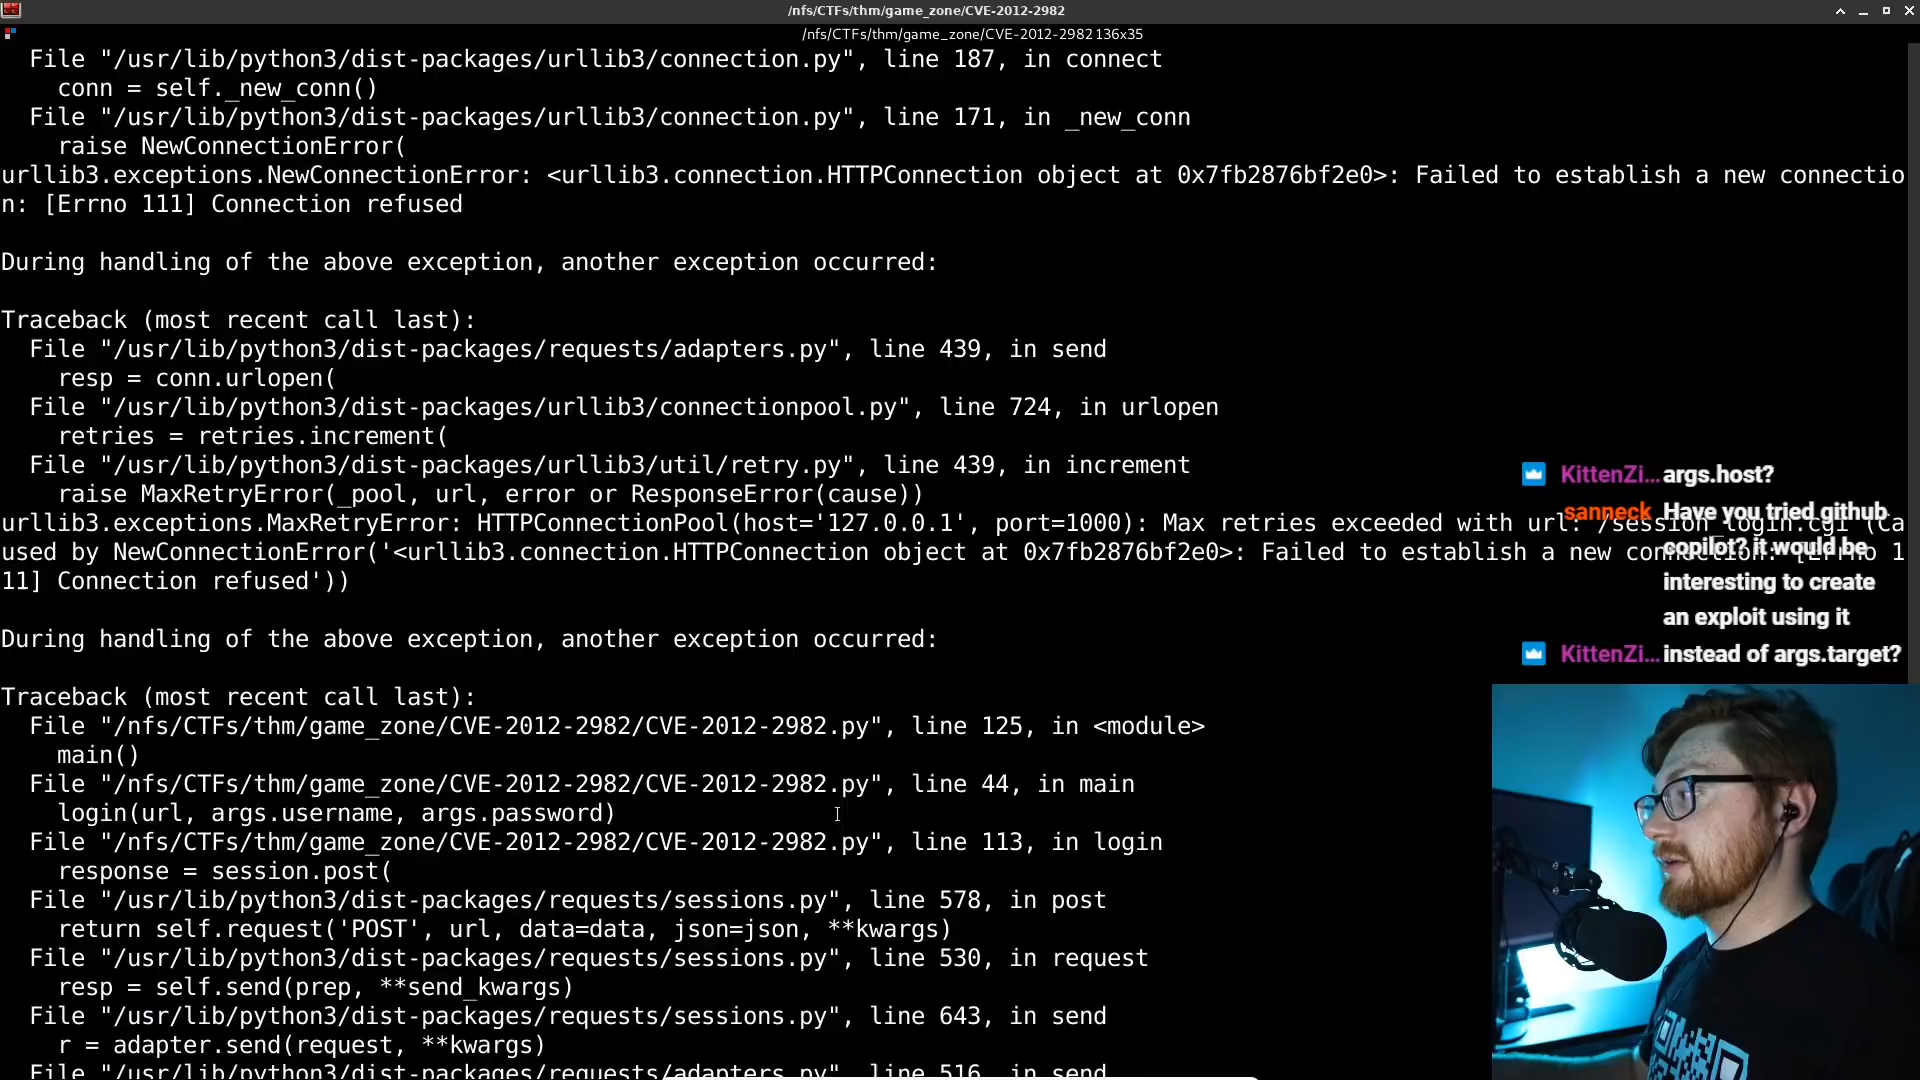 /nfs/CTFs/thm/game_zone/CVE-2012-2982
/nfs/CTFs/thm/game_zone/CVE-2012-2982 136x35
File "/usr/lib/python3/dist-packages/urllib3/connection.py", line 187, in connect
conn = self._new_conn()
File "/usr/lib/python3/dist-packages/urllib3/connection.py", line 171, in _new_conn
raise NewConnectionError(
urllib3.exceptions.NewConnectionError: <urllib3.connection.HTTPConnection object at 0x7fb2876bf2e0>: Failed to establish a new connectio
n: [Errno 111] Connection refused
During handling of the above exception, another exception occurred:
Traceback (most recent call last):
File "/usr/lib/python3/dist-packages/requests/adapters.py", line 439, in send
resp = conn.urlopen(
File "/usr/lib/python3/dist-packages/urllib3/connectionpool.py", line 724, in urlopen
retries = retries.increment(
File "/usr/lib/python3/dist-packages/urllib3/util/retry.py", line 439, in increment
raise MaxRetryError(_pool, url, error or ResponseError(cause))
urllib3.exceptions.MaxRetryError: HTTPConnectionPool(host='127.0.0.1', port=1000): Max retries exceeded with url: /session_login.cgi (Ca
used by NewConnectionError('<urllib3.connection.HTTPConnection object at 0x7fb2876bf2e0>: Failed to establish a new connection: [Errno 1
11] Connection refused'))
During handling of the above exception, another exception occurred:
Traceback (most recent call last):
File "/nfs/CTFs/thm/game_zone/CVE-2012-2982/CVE-2012-2982.py", line 125, in <module>
main()
File "/nfs/CTFs/thm/game_zone/CVE-2012-2982/CVE-2012-2982.py", line 44, in main
login(url, args.username, args.password)
File "/nfs/CTFs/thm/game_zone/CVE-2012-2982/CVE-2012-2982.py", line 113, in login
response = session.post(
File "/usr/lib/python3/dist-packages/requests/sessions.py", line 578, in post
return self.request('POST', url, data=data, json=json, **kwargs)
File "/usr/lib/python3/dist-packages/requests/sessions.py", line 530, in request
resp = self.send(prep, **send_kwargs)
File "/usr/lib/python3/dist-packages/requests/sessions.py", line 643, in send
r = adapter.send(request, **kwargs)
File "/usr/lib/python3/dist-packages/requests/adapters.py", line 516, in send
KittenZi... args.host?
sanneck Have you tried github
copilot? it would be
interesting to create
an exploit using it
KittenZi... instead of args.target?